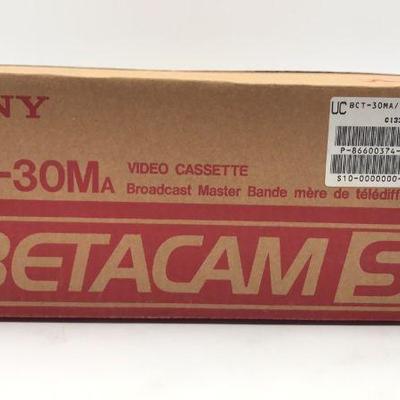 NY
-30MA VIDEO CASSETTE
Broadcast Master Bande mère de télédiff
BETACAM S
UC BCT-30MA/
P-86600374-
S10-0000000-